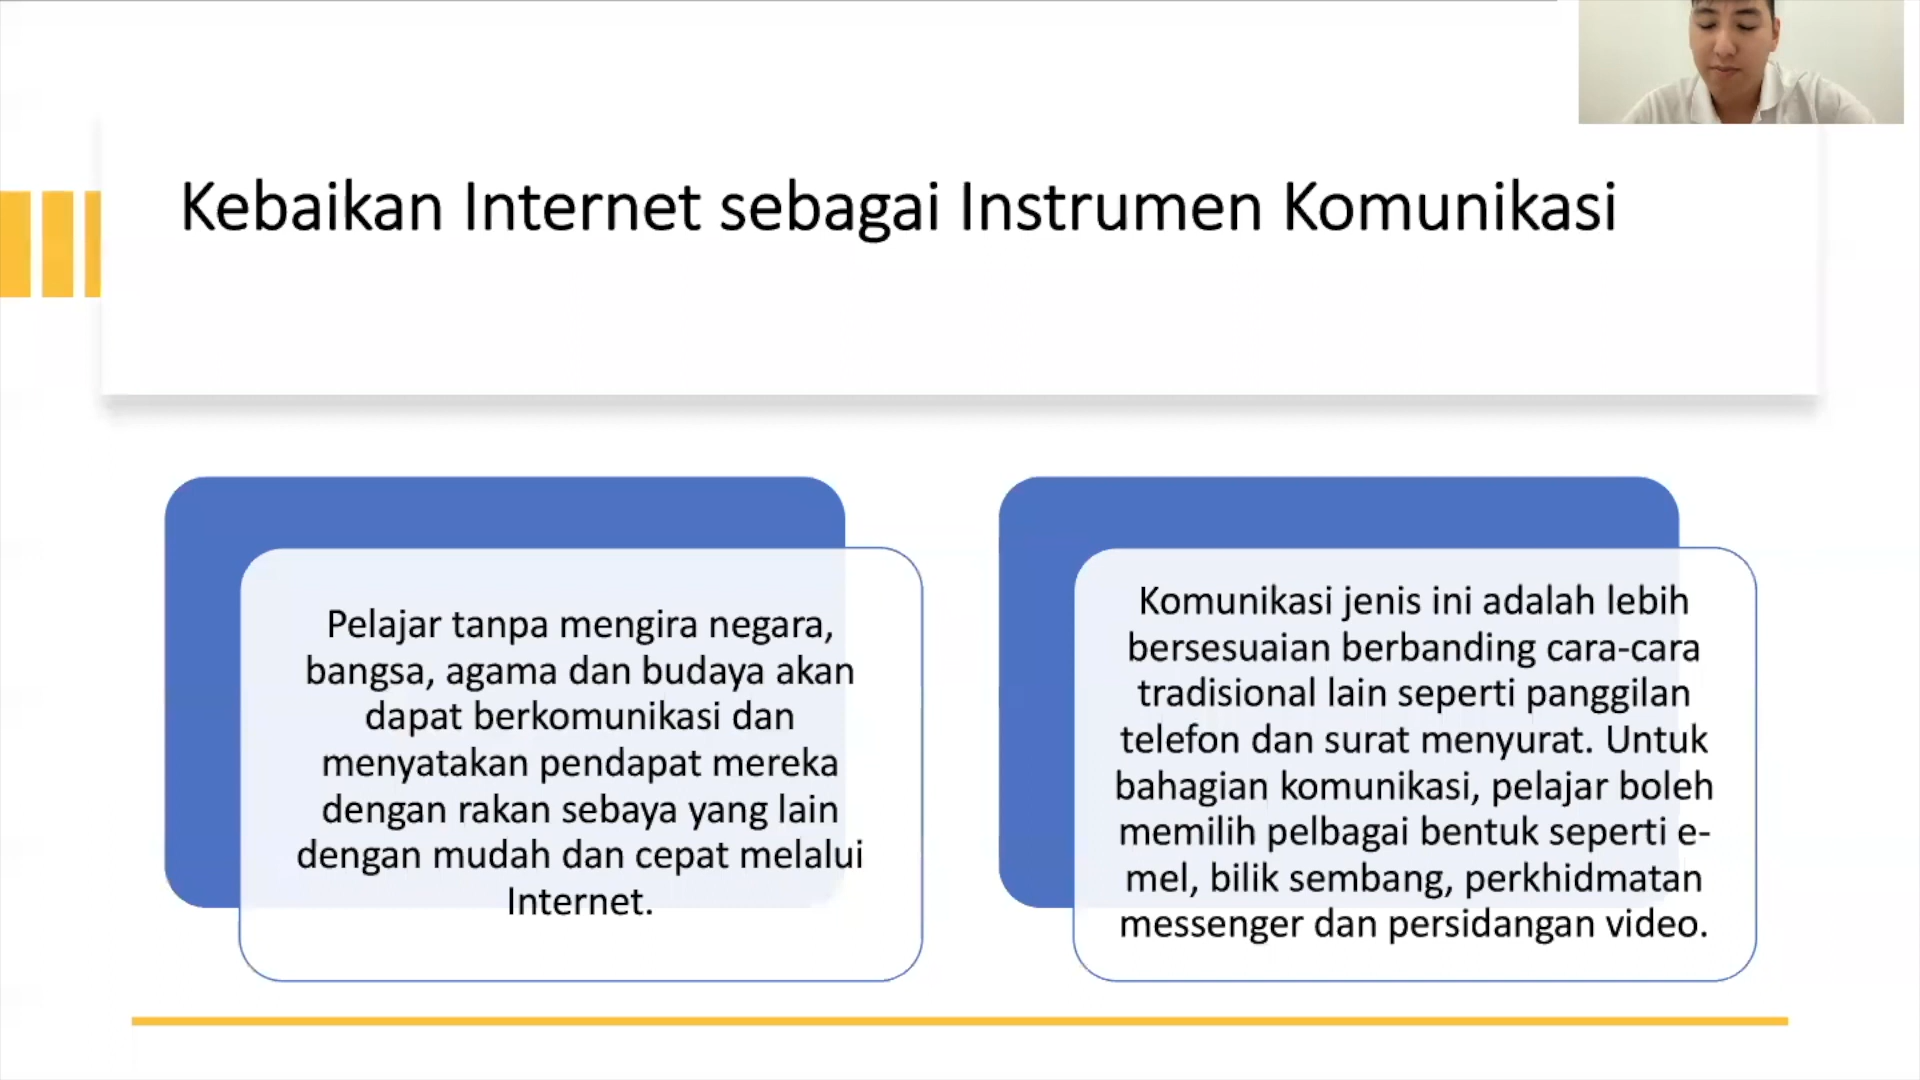 Kebaikan Internet sebagai Instrumen Komunikasi
Pelajar tanpa mengira negara,
bangsa, agama dan budaya akan
dapat berkomunikasi dan
menyatakan pendapat mereka
dengan rakan sebaya yang lain
dengan mudah dan cepat melalui
Internet.
Komunikasi jenis ini adalah lebih
bersesuaian berbanding cara-cara
tradisional lain seperti panggilan
telefon dan surat menyurat. Untuk
bahagian komunikasi, pelajar boleh
memilih pelbagai bentuk seperti e-
mel, bilik sembang, perkhidmatan
messenger dan persidangan video.